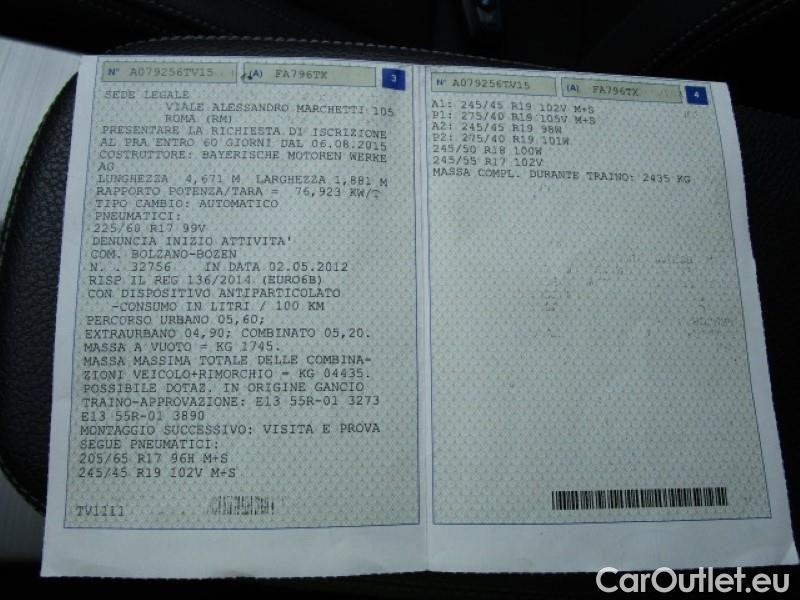 N° A079256TV15 (A) FA796TX 3
SEDE LEGALE
VIALE ALESSANDRO MARCHETTI 105
ROMA (RM)
PRESENTARE LA RICHIESTA DI ISCRIZIONE
AL PRA ENTRO 60 GIORNI DAL 06.08.2015
COSTRUTTORE: BAYERISCHE MOTOREN WERKE
AG
LUNGHEZZA 4,671 M LARGHEZZA 1,881 M
RAPPORTO POTENZA/TARA = 76,923 KW/T
TIPO CAMBIO: AUTOMATICO
PNEUMATICI:
225/60 R17 99V
DENUNCIA INIZIO ATTIVITA'
COM. BOLZANO-BOZEN
N. . 32756 IN DATA 02.05.2012
RISP IL REG 136/2014 (EURO6B)
CON DISPOSITIVO ANTIPARTICOLATO
-CONSUMO IN LITRI / 100 KM
PERCORSO URBANO 05,60;
EXTRAURBANO 04,90; COMBINATO 05,20.
MASSA A VUOTO = KG 1745.
MASSA MASSIMA TOTALE DELLE COMBINA-
ZIONI VEICOLO+RIMORCHIO = KG 04435.
POSSIBILE DOTAZ. IN ORIGINE GANCIO
TRAINO-APPROVAZIONE: E13 55R-01 3273
E13 55R-01 3890
MONTAGGIO SUCCESSIVO: VISITA E PROVA
SEGUE PNEUMATICI:
205/65 R17 96H M+S
245/45 R19 102V M+S
TV1111
N° A079256TV15 (A) FA796TX 4
A1: 245/45 R19 102V M+S
P1: 275/40 R19 105V M+S
A2: 245/45 R19 98W
P2: 275/40 R19 101W
245/50 R18 100W
245/55 R17 102V
MASSA COMPL. DURANTE TRAINO: 2435 KG
CarOutlet.eu